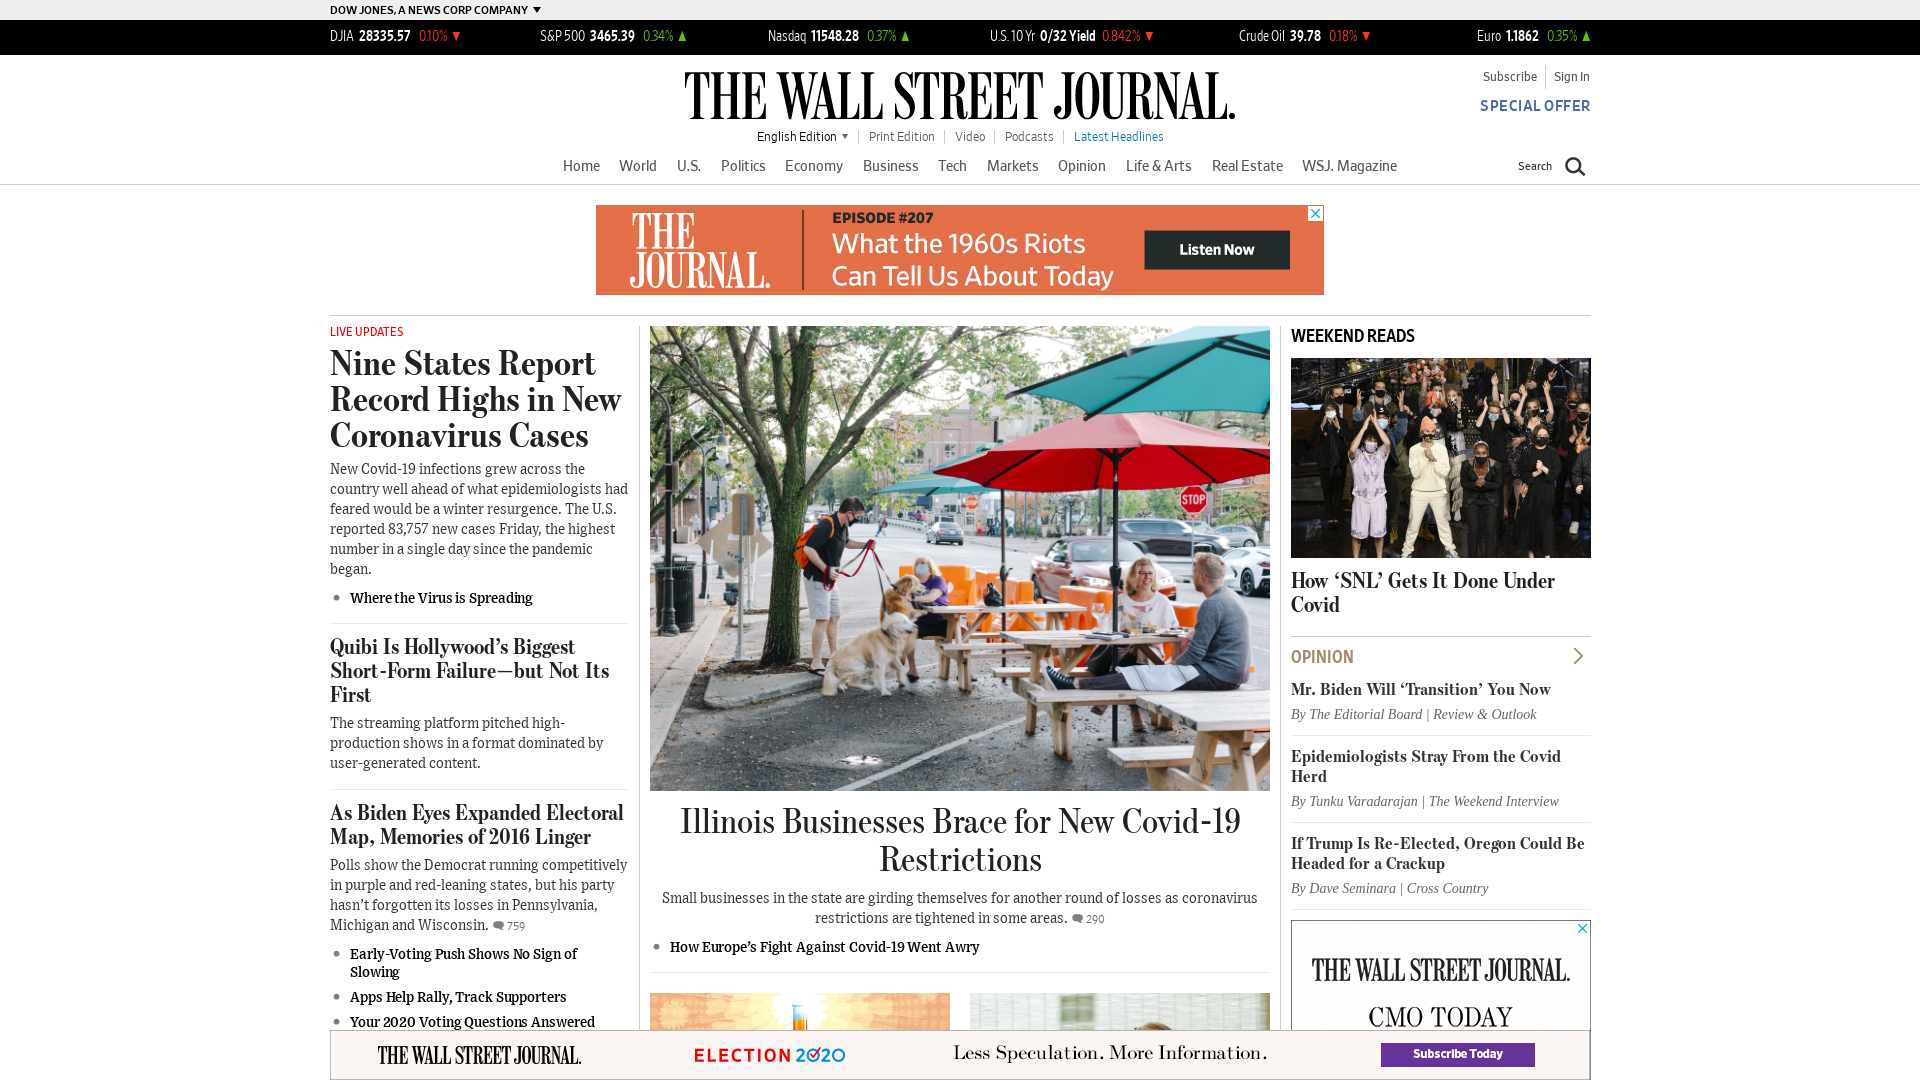 DOW JONES, A NEWS CORP COMPANY
DJIA 28335.57 0.10% S&P 500 3465.39 0.34% Nasdaq 11548.28 0.37% U.S. 10 Yr 0/32 Yield 0.842% Crude Oil 39.78 0.18% Euro 1.1862 0.35%
THE WALL STREET JOURNAL.
Subscribe Sign In
SPECIAL OFFER
English Edition Print Edition Video Podcasts Latest Headlines
Home World U.S. Politics Economy Business Tech Markets Opinion Life & Arts Real Estate WSJ. Magazine
Search
THE
JOURNAL.
EPISODE #207
What the 1960s Riots
Can Tell Us About Today
Listen Now
LIVE UPDATES
Nine States Report
Record Highs in New
Coronavirus Cases
New Covid-19 infections grew across the
country well ahead of what epidemiologists had
feared would be a winter resurgence. The U.S.
reported 83,757 new cases Friday, the highest
number in a single day since the pandemic
began.
Where the Virus is Spreading
Quibi Is Hollywood’s Biggest
Short-Form Failure—but Not Its
First
The streaming platform pitched high-
production shows in a format dominated by
user-generated content.
As Biden Eyes Expanded Electoral
Map, Memories of 2016 Linger
Polls show the Democrat running competitively
in purple and red-leaning states, but his party
hasn’t forgotten its losses in Pennsylvania,
Michigan and Wisconsin. 759
Early-Voting Push Shows No Sign of
Slowing
Apps Help Rally, Track Supporters
Your 2020 Voting Questions Answered
STOP
STOP
Illinois Businesses Brace for New Covid-19
Restrictions
Small businesses in the state are girding themselves for another round of losses as coronavirus
restrictions are tightened in some areas. 290
How Europe’s Fight Against Covid-19 Went Awry
WEEKEND READS
How ‘SNL’ Gets It Done Under
Covid
OPINION
Mr. Biden Will ‘Transition’ You Now
By The Editorial Board | Review & Outlook
Epidemiologists Stray From the Covid
Herd
By Tunku Varadarajan | The Weekend Interview
If Trump Is Re-Elected, Oregon Could Be
Headed for a Crackup
By Dave Seminara | Cross Country
THE WALL STREET JOURNAL.
CMO TODAY
THE WALL STREET JOURNAL.
ELECTION 2020
Less Speculation. More Information.
Subscribe Today